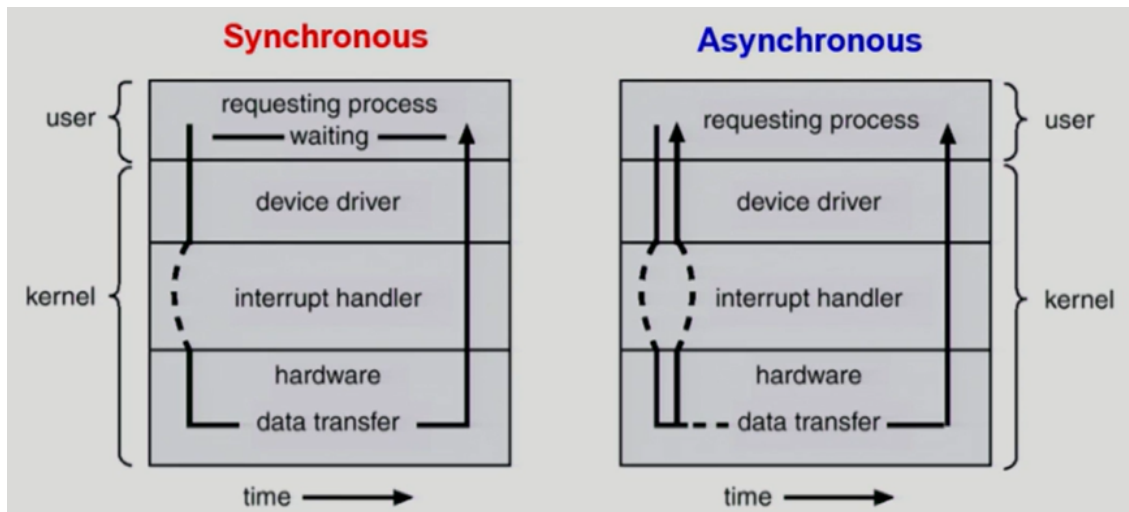 Synchronous
user
requesting process
waiting
device driver
kernel
interrupt handler
hardware
data transfer
time
Asynchronous
requesting process
user
device driver
interrupt handler
kernel
hardware
data transfer
time